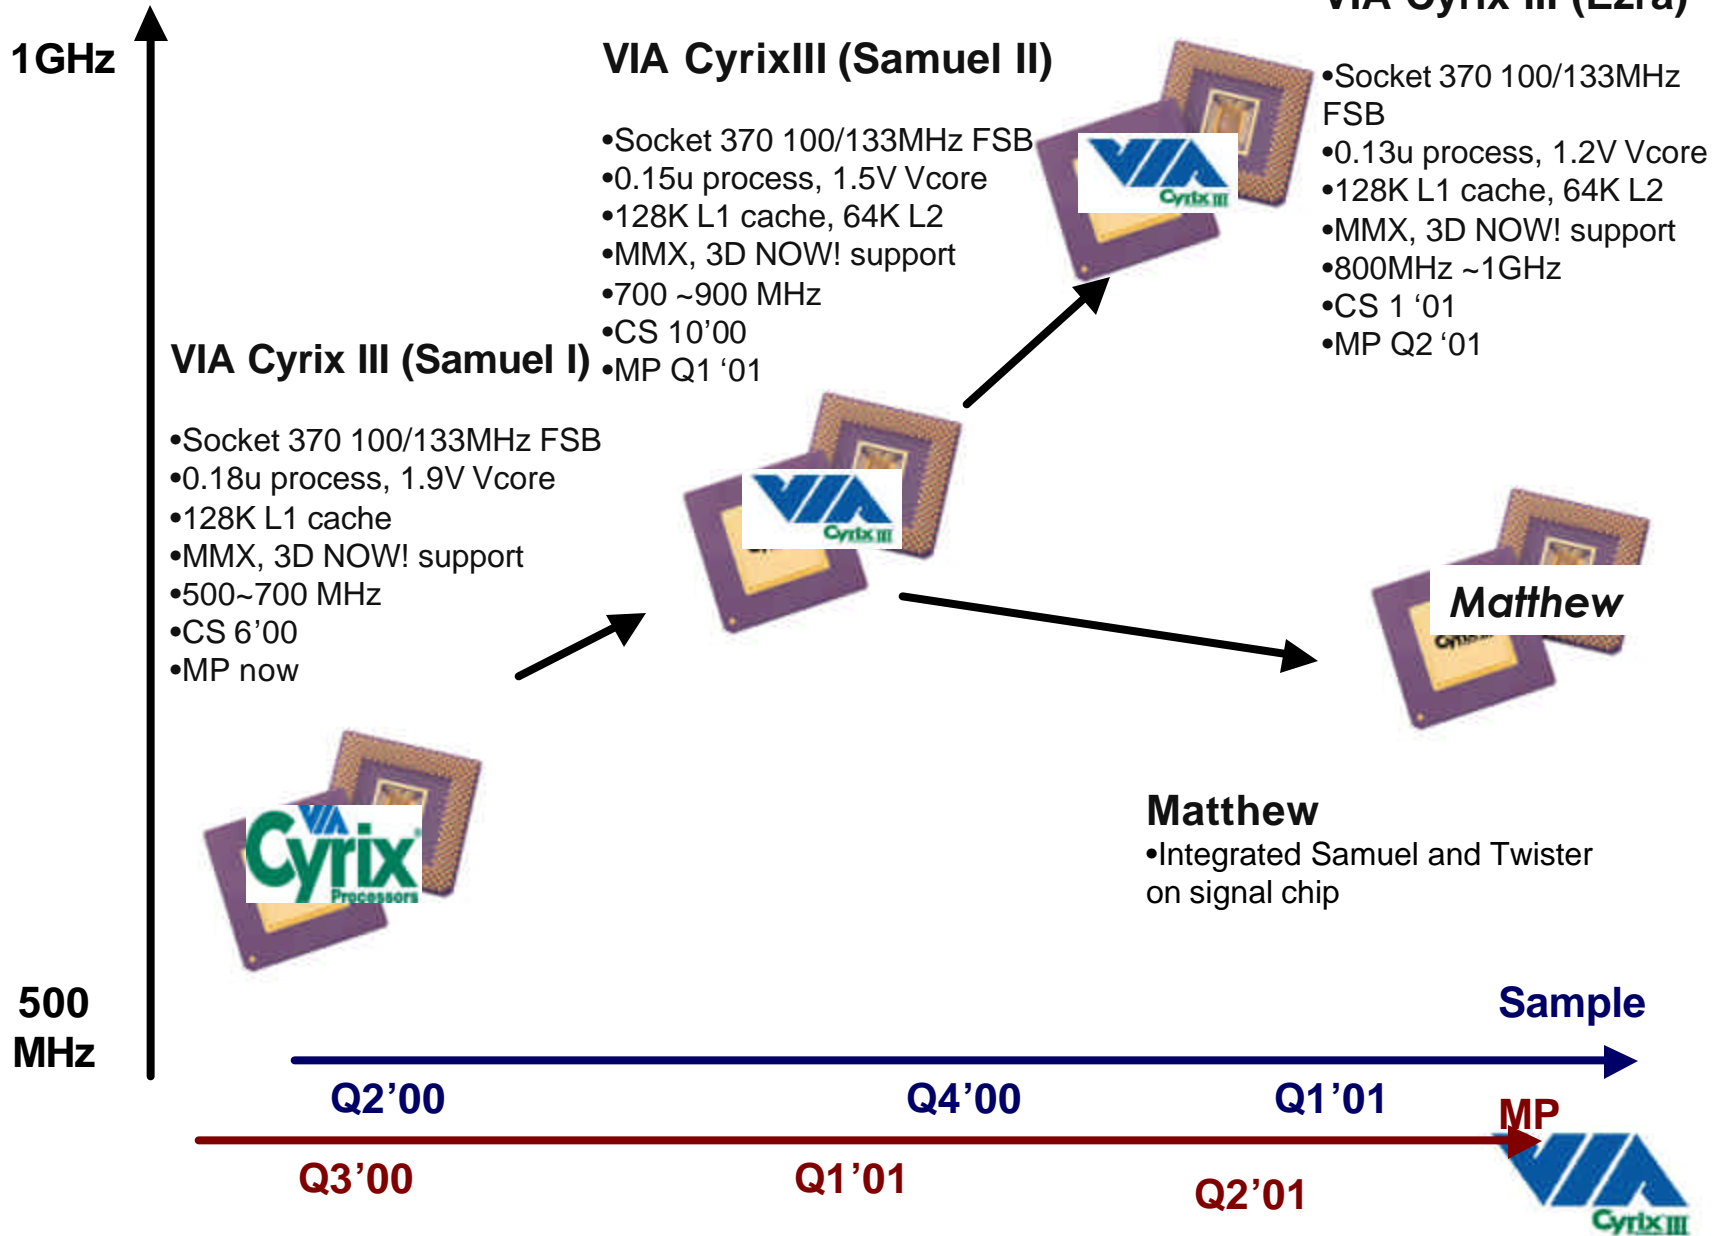 VIA Cyrix III (Ezra)
1GHz
VIA CyrixIII (Samuel II)
•Socket 370 100/133MHz
FSB
•0.13u process, 1.2V Vcore
•128K L1 cache, 64K L2
•MMX, 3D NOW! support
•800MHz ~1GHz
•CS 1 ‘01
•MP Q2 ‘01
•Socket 370 100/133MHz FSB
•0.15u process, 1.5V Vcore
•128K L1 cache, 64K L2
•MMX, 3D NOW! support
•700 ~900 MHz
•CS 10’00
•MP Q1 ‘01
VIA
Cyrix III
VIA Cyrix III (Samuel I)
•Socket 370 100/133MHz FSB
•0.18u process, 1.9V Vcore
•128K L1 cache
•MMX, 3D NOW! support
•500~700 MHz
•CS 6’00
•MP now
VIA
Cyrix III
Matthew
VIA
Cyrix
Processors
Matthew
•Integrated Samuel and Twister
on signal chip
500
MHz
Sample
Q2’00
Q4’00
Q1’01
MP
Q3’00
Q1’01
Q2’01
VIA
Cyrix III